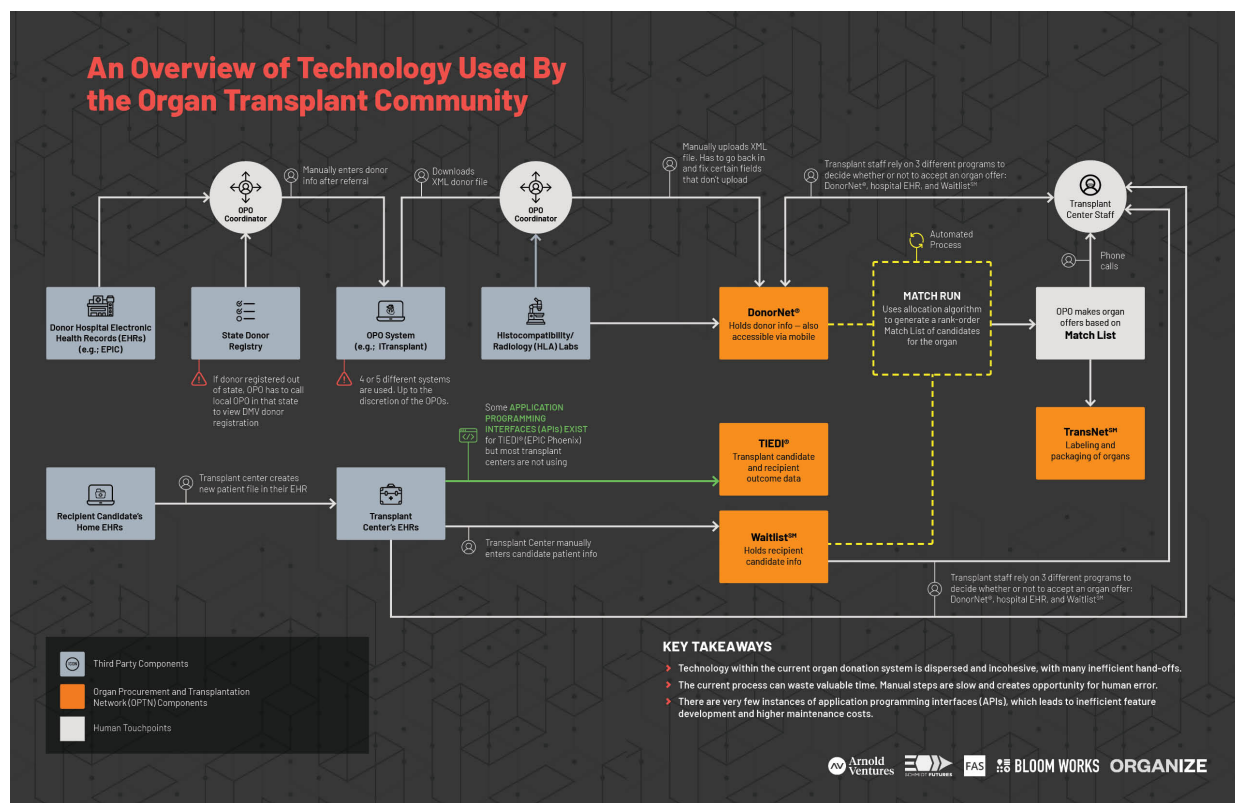 An Overview of Technology Used By
the Organ Transplant Community
OPO
Coordinator
Manually enters donor
info after referral
Downloads
XML donor file
OPO
Coordinator
Manually uploads XML
file. Has to go back in
and fix certain fields
that don't upload
Transplant staff rely on 3 different programs to
decide whether or not to accept an organ offer:
DonorNet®, hospital EHR, and Waitlist℠
Transplant
Center Staff
Automated
Process
Phone
calls
Donor Hospital Electronic
Health Records (EHRs)
(e.g.; EPIC)
State Donor
Registry
OPO System
(e.g.; iTransplant)
Histocompatibility/
Radiology (HLA) Labs
DonorNet®
Holds donor info — also
accessible via mobile
MATCH RUN
Uses allocation algorithm
to generate a rank-order
Match List of candidates
for the organ
OPO makes organ
offers based on
Match List
If donor registered out
of state, OPO has to call
local OPO in that state
to view DMV donor
registration
4 or 5 different systems
are used. Up to the
discretion of the OPOs.
Some APPLICATION
PROGRAMMING
INTERFACES (APIs) EXIST
for TIEDI® (EPIC Phoenix)
but most transplant
centers are not using
TIEDI®
Transplant candidate
and recipient
outcome data
TransNet℠
Labeling and
packaging of organs
Recipient Candidate's
Home EHRs
Transplant center creates
new patient file in their EHR
Transplant
Center's EHRs
Transplant Center manually
enters candidate patient info
Waitlist℠
Holds recipient
candidate info
Transplant staff rely on 3 different programs to
decide whether or not to accept an organ offer:
DonorNet®, hospital EHR, and Waitlist℠
ICON
Third Party Components
Organ Procurement and Transplantation
Network (OPTN) Components
Human Touchpoints
KEY TAKEAWAYS
Technology within the current organ donation system is dispersed and incohesive, with many inefficient hand-offs.
The current process can waste valuable time. Manual steps are slow and creates opportunity for human error.
There are very few instances of application programming interfaces (APIs), which leads to inefficient feature
development and higher maintenance costs.
AV Arnold
Ventures
SCHMIDT FUTURES
FAS
BLOOM WORKS
ORGANIZE